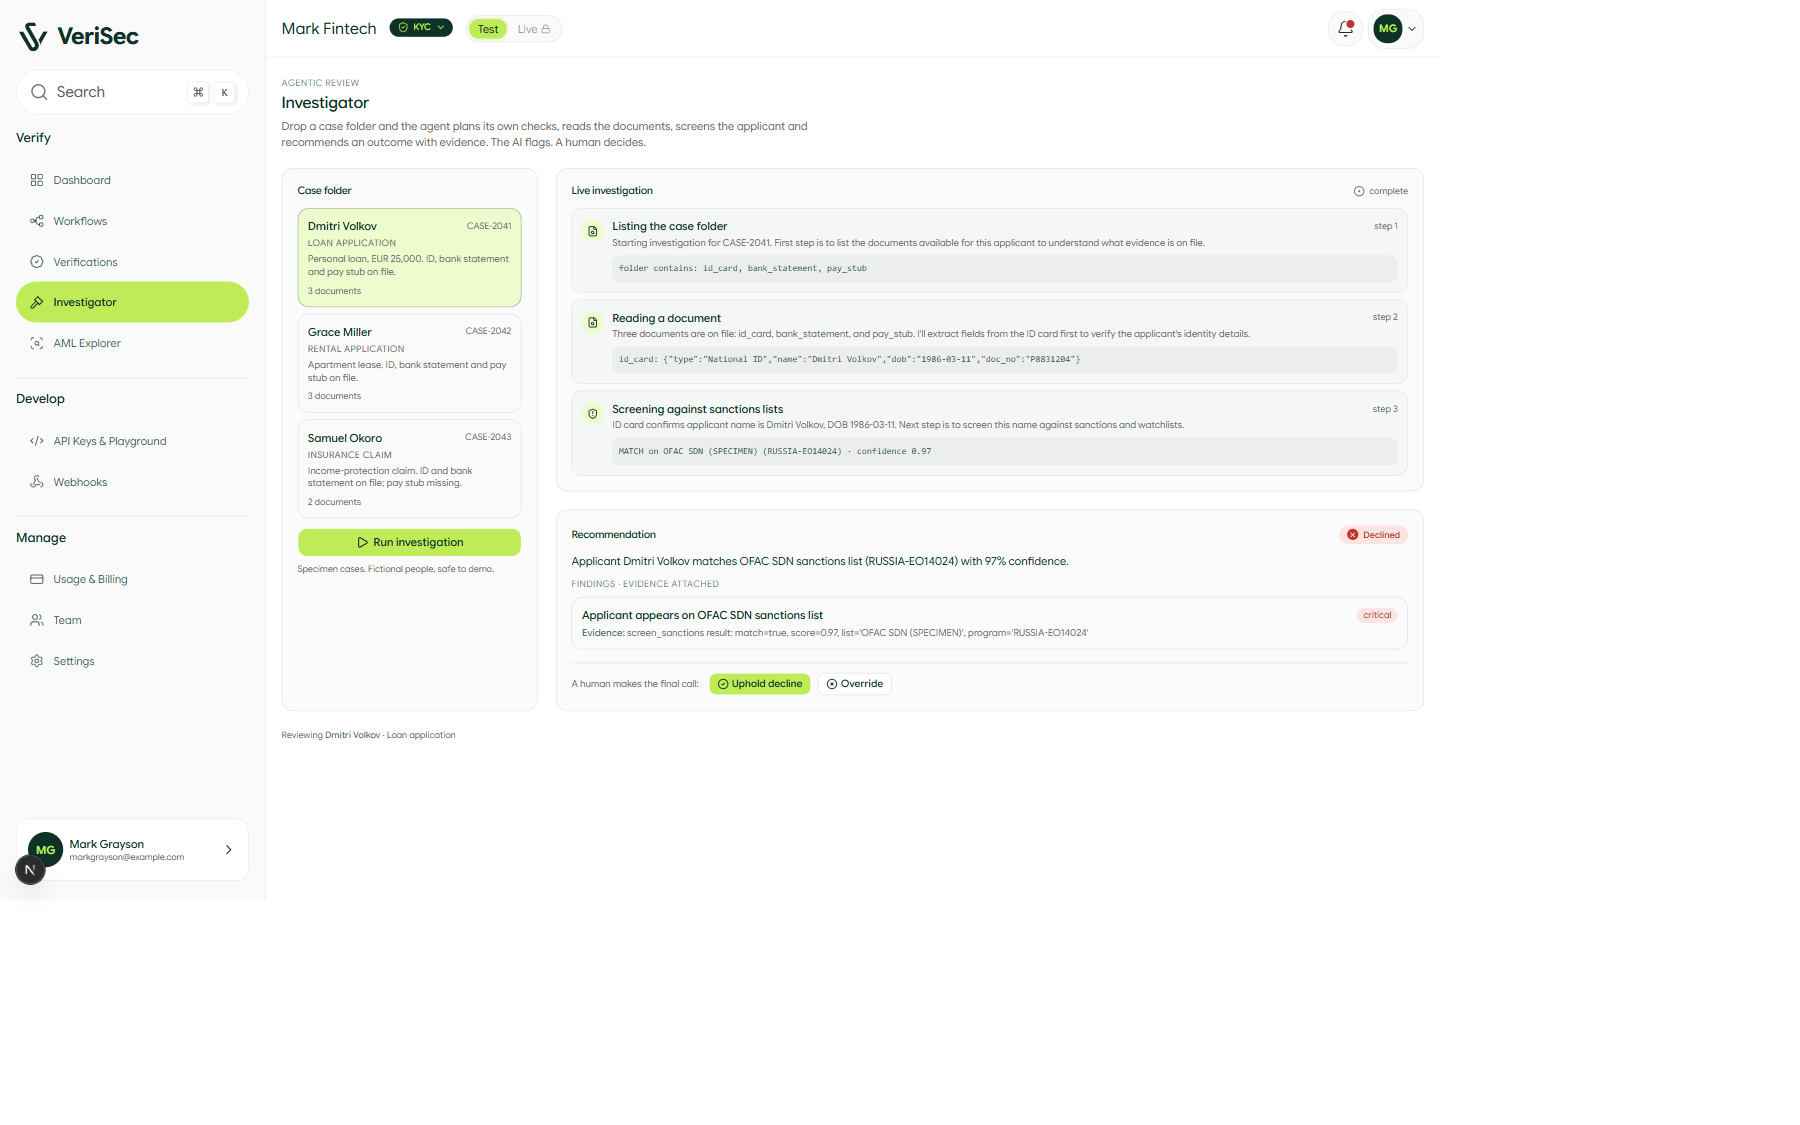 VeriSec
Search
⌘ K
Verify
Dashboard
Workflows
Verifications
Investigator
AML Explorer
Develop
API Keys & Playground
Webhooks
Manage
Usage & Billing
Team
Settings
MG
Mark Grayson
markgrayson@example.com
N
Mark Fintech
KYC
Test
Live
MG
AGENTIC REVIEW
Investigator
Drop a case folder and the agent plans its own checks, reads the documents, screens the applicant and
recommends an outcome with evidence. The AI flags. A human decides.
Case folder
Dmitri Volkov CASE-2041
LOAN APPLICATION
Personal loan, EUR 25,000. ID, bank statement
and pay stub on file.
3 documents
Grace Miller CASE-2042
RENTAL APPLICATION
Apartment lease. ID, bank statement and pay
stub on file.
3 documents
Samuel Okoro CASE-2043
INSURANCE CLAIM
Income-protection claim. ID and bank
statement on file; pay stub missing.
2 documents
Run investigation
Specimen cases. Fictional people, safe to demo.
Live investigation complete
Listing the case folder step 1
Starting investigation for CASE-2041. First step is to list the documents available for this applicant to understand what evidence is on file.
folder contains: id_card, bank_statement, pay_stub
Reading a document step 2
Three documents are on file: id_card, bank_statement, and pay_stub. I'll extract fields from the ID card first to verify the applicant's identity details.
id_card: {"type":"National ID","name":"Dmitri Volkov","dob":"1986-03-11","doc_no":"P8831204"}
Screening against sanctions lists step 3
ID card confirms applicant name is Dmitri Volkov, DOB 1986-03-11. Next step is to screen this name against sanctions and watchlists.
MATCH on OFAC SDN (SPECIMEN) (RUSSIA-EO14024) · confidence 0.97
Recommendation Declined
Applicant Dmitri Volkov matches OFAC SDN sanctions list (RUSSIA-EO14024) with 97% confidence.
FINDINGS · EVIDENCE ATTACHED
Applicant appears on OFAC SDN sanctions list critical
Evidence: screen_sanctions result: match=true, score=0.97, list='OFAC SDN (SPECIMEN)', program='RUSSIA-EO14024'
A human makes the final call: Uphold decline Override
Reviewing Dmitri Volkov · Loan application